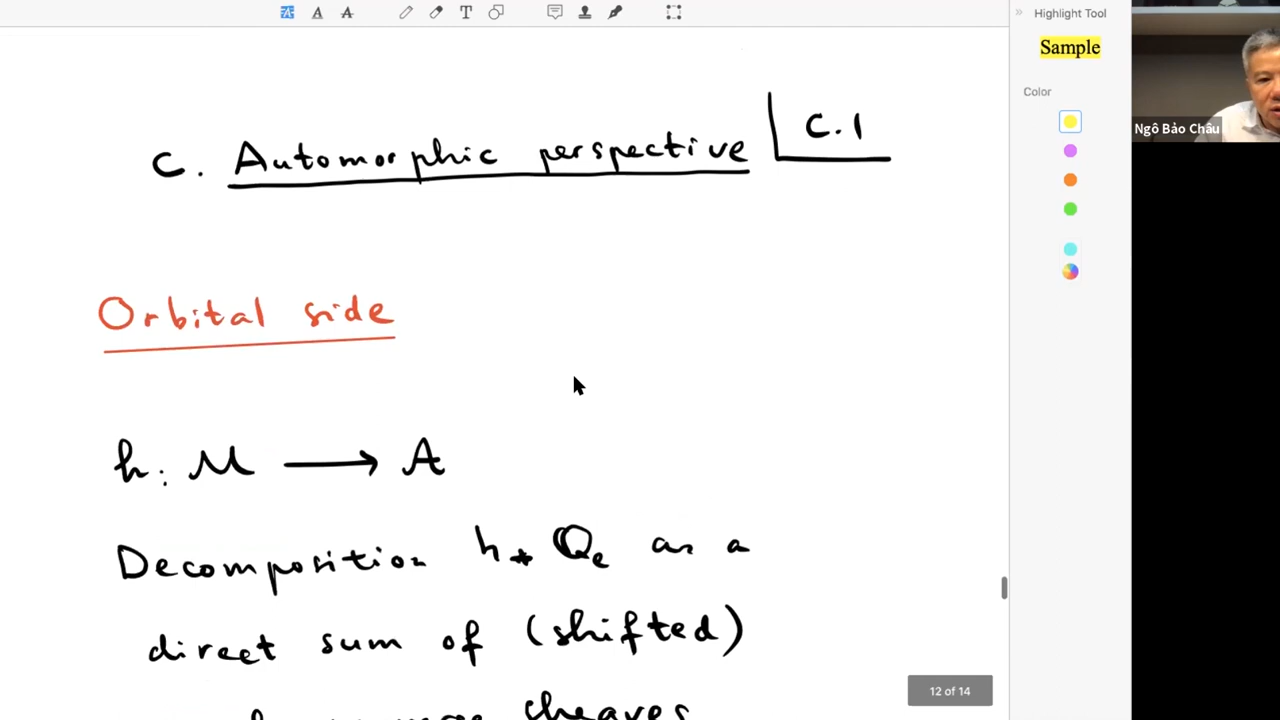 Highlight Tool
Sample
Color
Ngô Bảo Châu
C. Automorphic perspective
C.1
Orbital side
h: M → A
Decomposition h* Qℓ as a
direct sum of (shifted)
sheaves
12 of 14